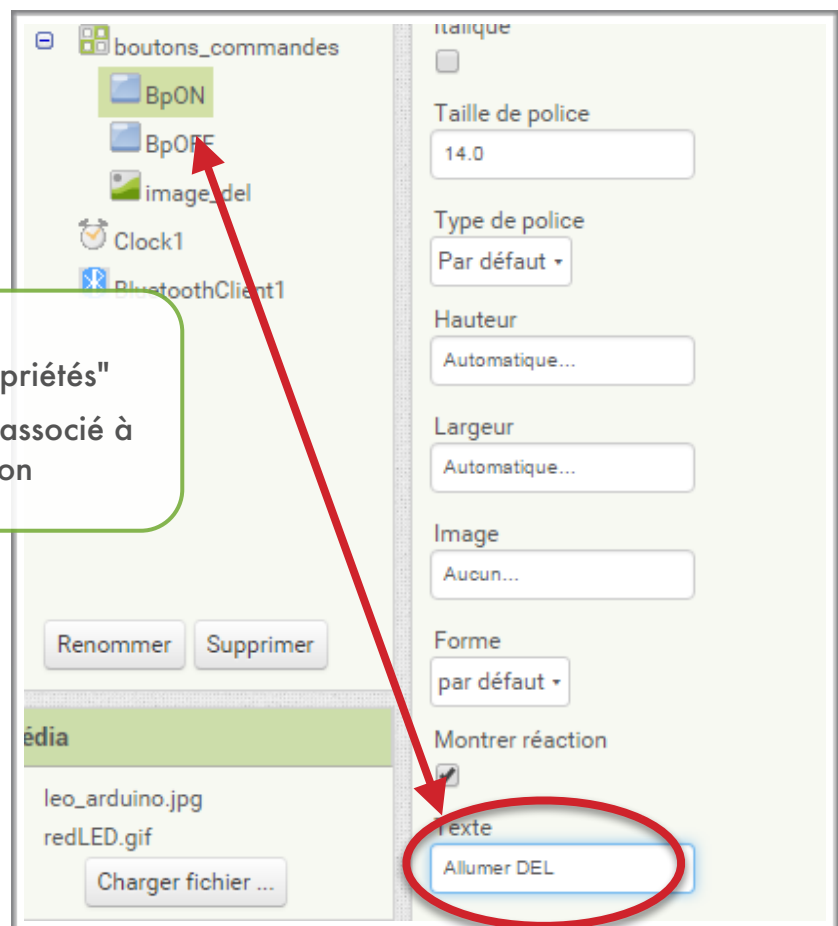 boutons_commandes
BpON
BpOFF
image_del
Clock1
BluetoothClient1
priétés"
associé à
on
Renommer Supprimer
édia
leo_arduino.jpg
redLED.gif
Charger fichier ...
Italique
Taille de police
14.0
Type de police
Par défaut
Hauteur
Automatique...
Largeur
Automatique...
Image
Aucun...
Forme
par défaut
Montrer réaction
Texte
Allumer DEL